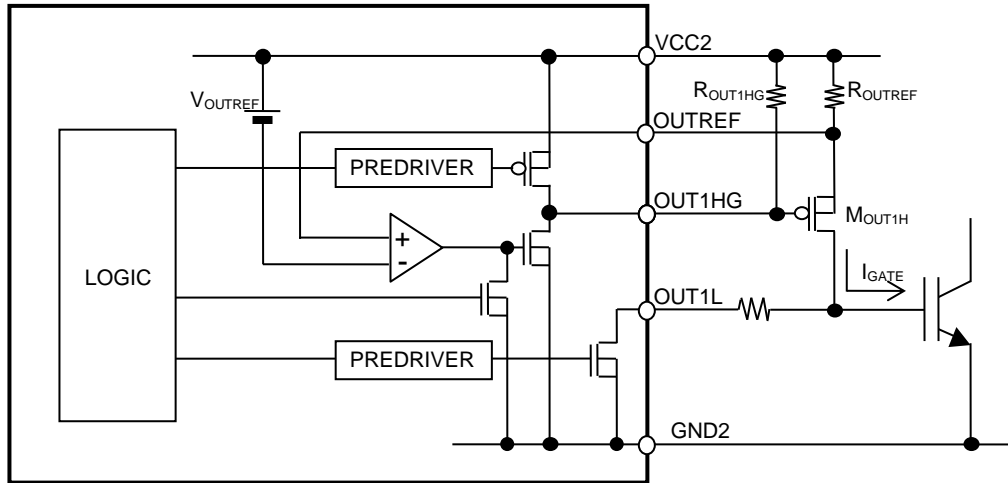 VCC2
VOUTREF
ROUT1HG
ROUTREF
OUTREF
PREDRIVER
OUT1HG
MOUT1H
+
-
LOGIC
IGATE
OUT1L
PREDRIVER
GND2